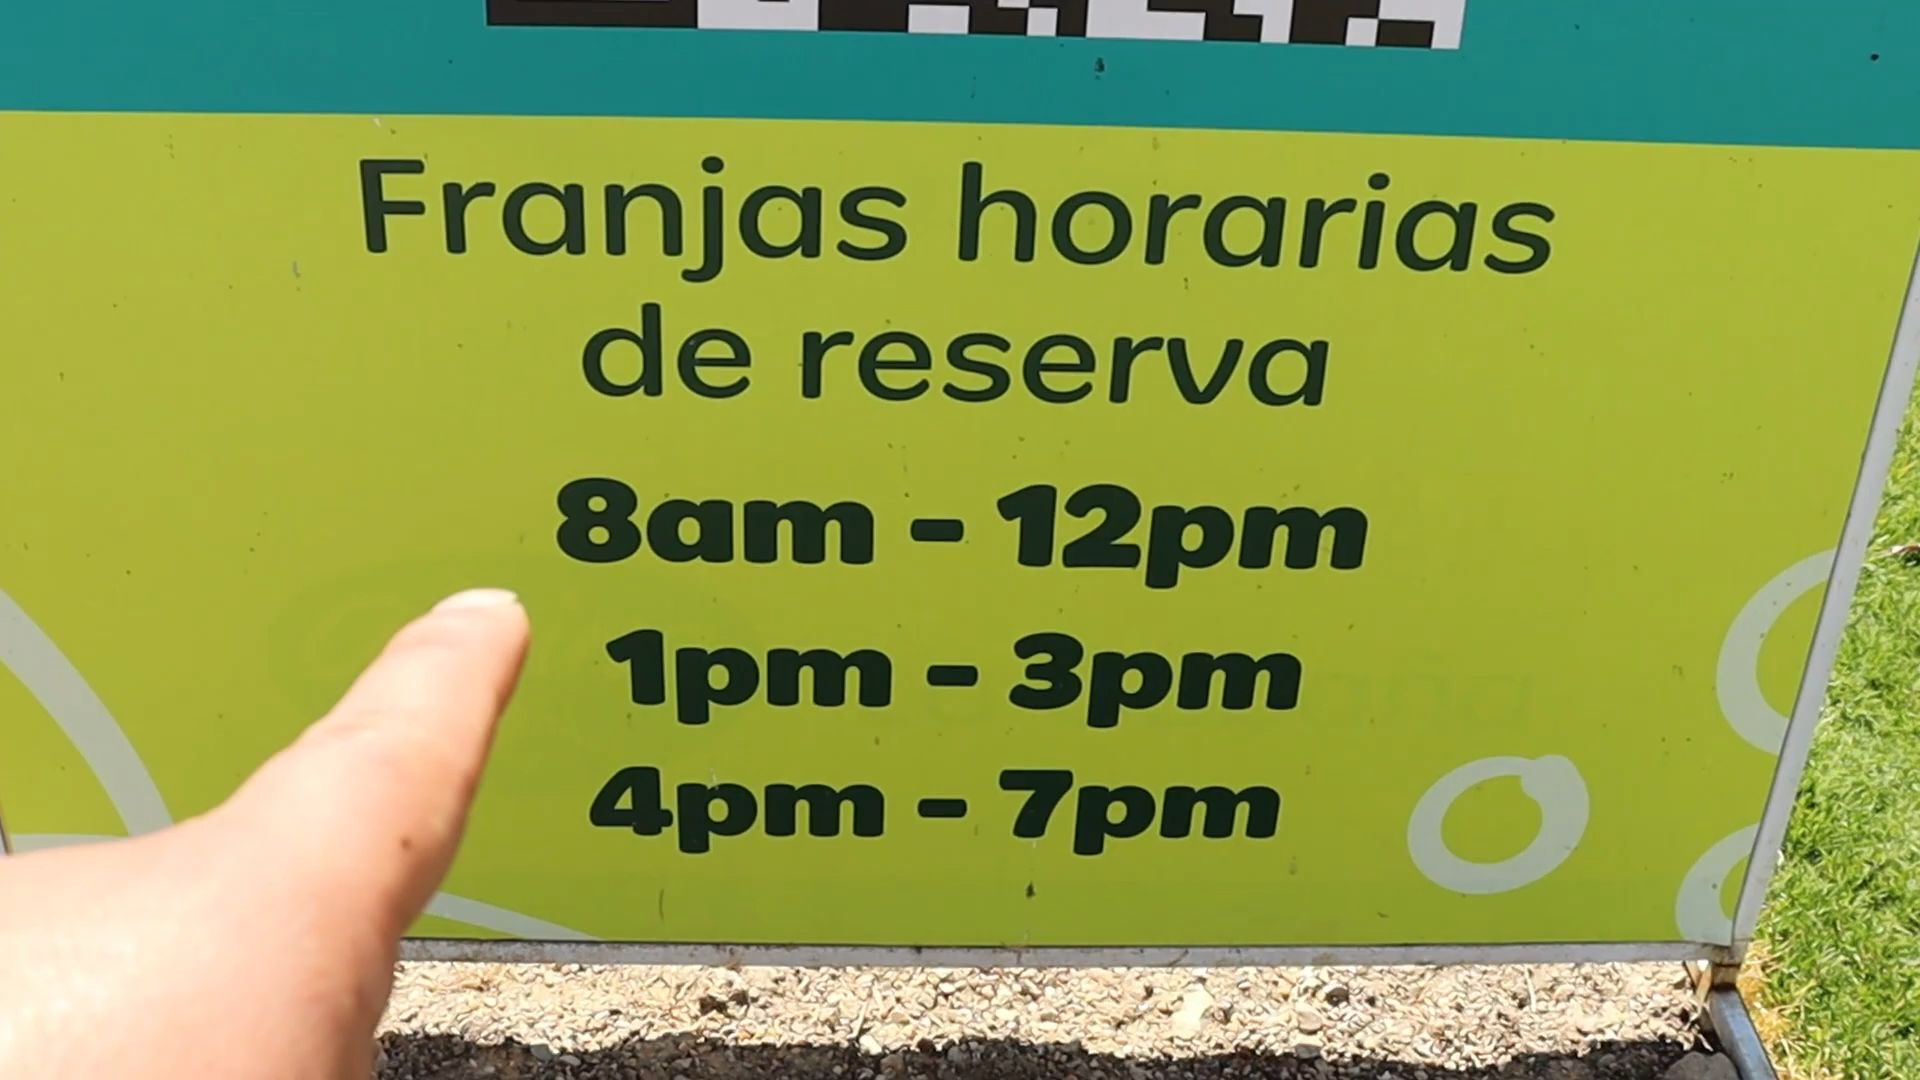 Franjas horarias
de reserva
8am - 12pm
1pm - 3pm
4pm - 7pm